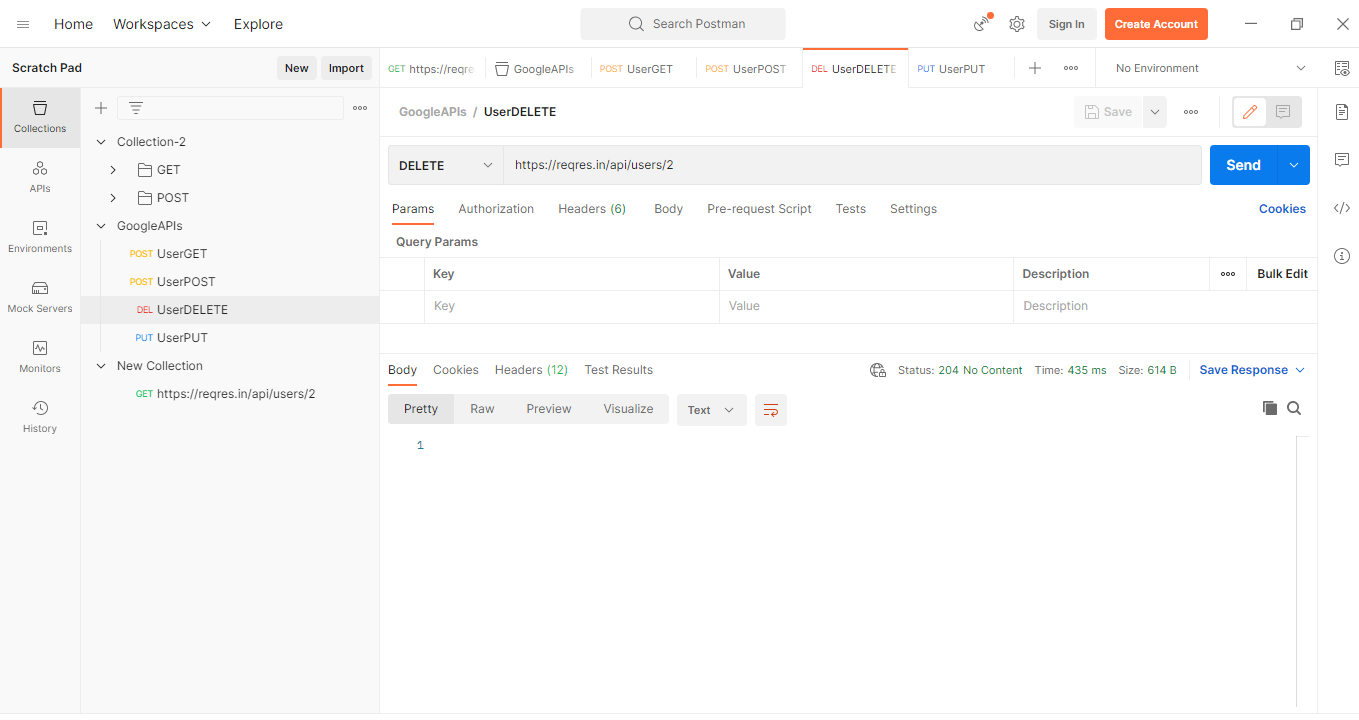 Home Workspaces Explore Search Postman Sign In Create Account
Scratch Pad New Import GET https://reqre GoogleAPIs POST UserGET POST UserPOST DEL UserDELETE PUT UserPUT No Environment
Collections
APIs
Environments
Mock Servers
Monitors
History
Collection-2
GET
POST
GoogleAPIs
POST UserGET
POST UserPOST
DEL UserDELETE
PUT UserPUT
New Collection
GET https://reqres.in/api/users/2
GoogleAPIs / UserDELETE Save
DELETE https://reqres.in/api/users/2 Send
Params Authorization Headers (6) Body Pre-request Script Tests Settings Cookies
Query Params
Key Value Description Bulk Edit
Key Value Description
Body Cookies Headers (12) Test Results Status: 204 No Content Time: 435 ms Size: 614 B Save Response
Pretty Raw Preview Visualize Text
1